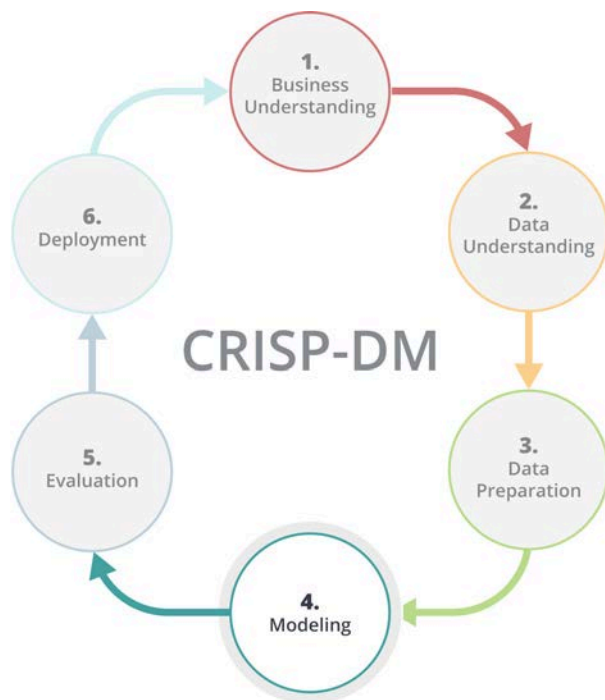 1.
Business
Understanding
2.
Data
Understanding
CRISP-DM
3.
Data
Preparation
4.
Modeling
5.
Evaluation
6.
Deployment